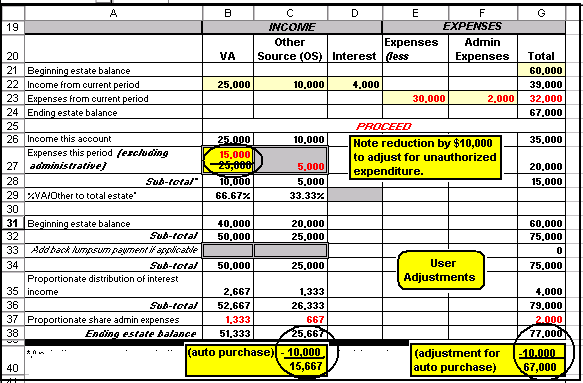 A B C D E F G
19 INCOME EXPENSES
20 VA Other Source (OS) Interest Expenses (less Admin Expenses Total
21 Beginning estate balance 60,000
22 Income from current period 25,000 10,000 4,000 39,000
23 Expenses from current period 30,000 2,000 32,000
24 Ending estate balance 67,000
25 PROCEED
26 Income this account 25,000 10,000 35,000
Note reduction by $10,000 to adjust for unauthorized expenditure.
27 Expenses this period (excluding administrative) 15,000 25,000 5,000 20,000
28 Sub-total" 10,000 5,000 15,000
29 %VA/Other to total estate" 66.67% 33.33%
30
31 Beginning estate balance 40,000 20,000 60,000
32 Sub-total 50,000 25,000 75,000
33 Add back lumpsum payment if applicable 0
34 Sub-total 50,000 25,000 75,000
User Adjustments
35 Proportionate distribution of interest income 2,667 1,333 4,000
36 Sub-total 52,667 26,333 79,000
37 Proportionate share admin expenses 1,333 667 2,000
38 Ending estate balance 51,333 25,667 77,000
(auto purchase) - 10,000 (adjustment for auto purchase) -10,000
40 15,667 67,000